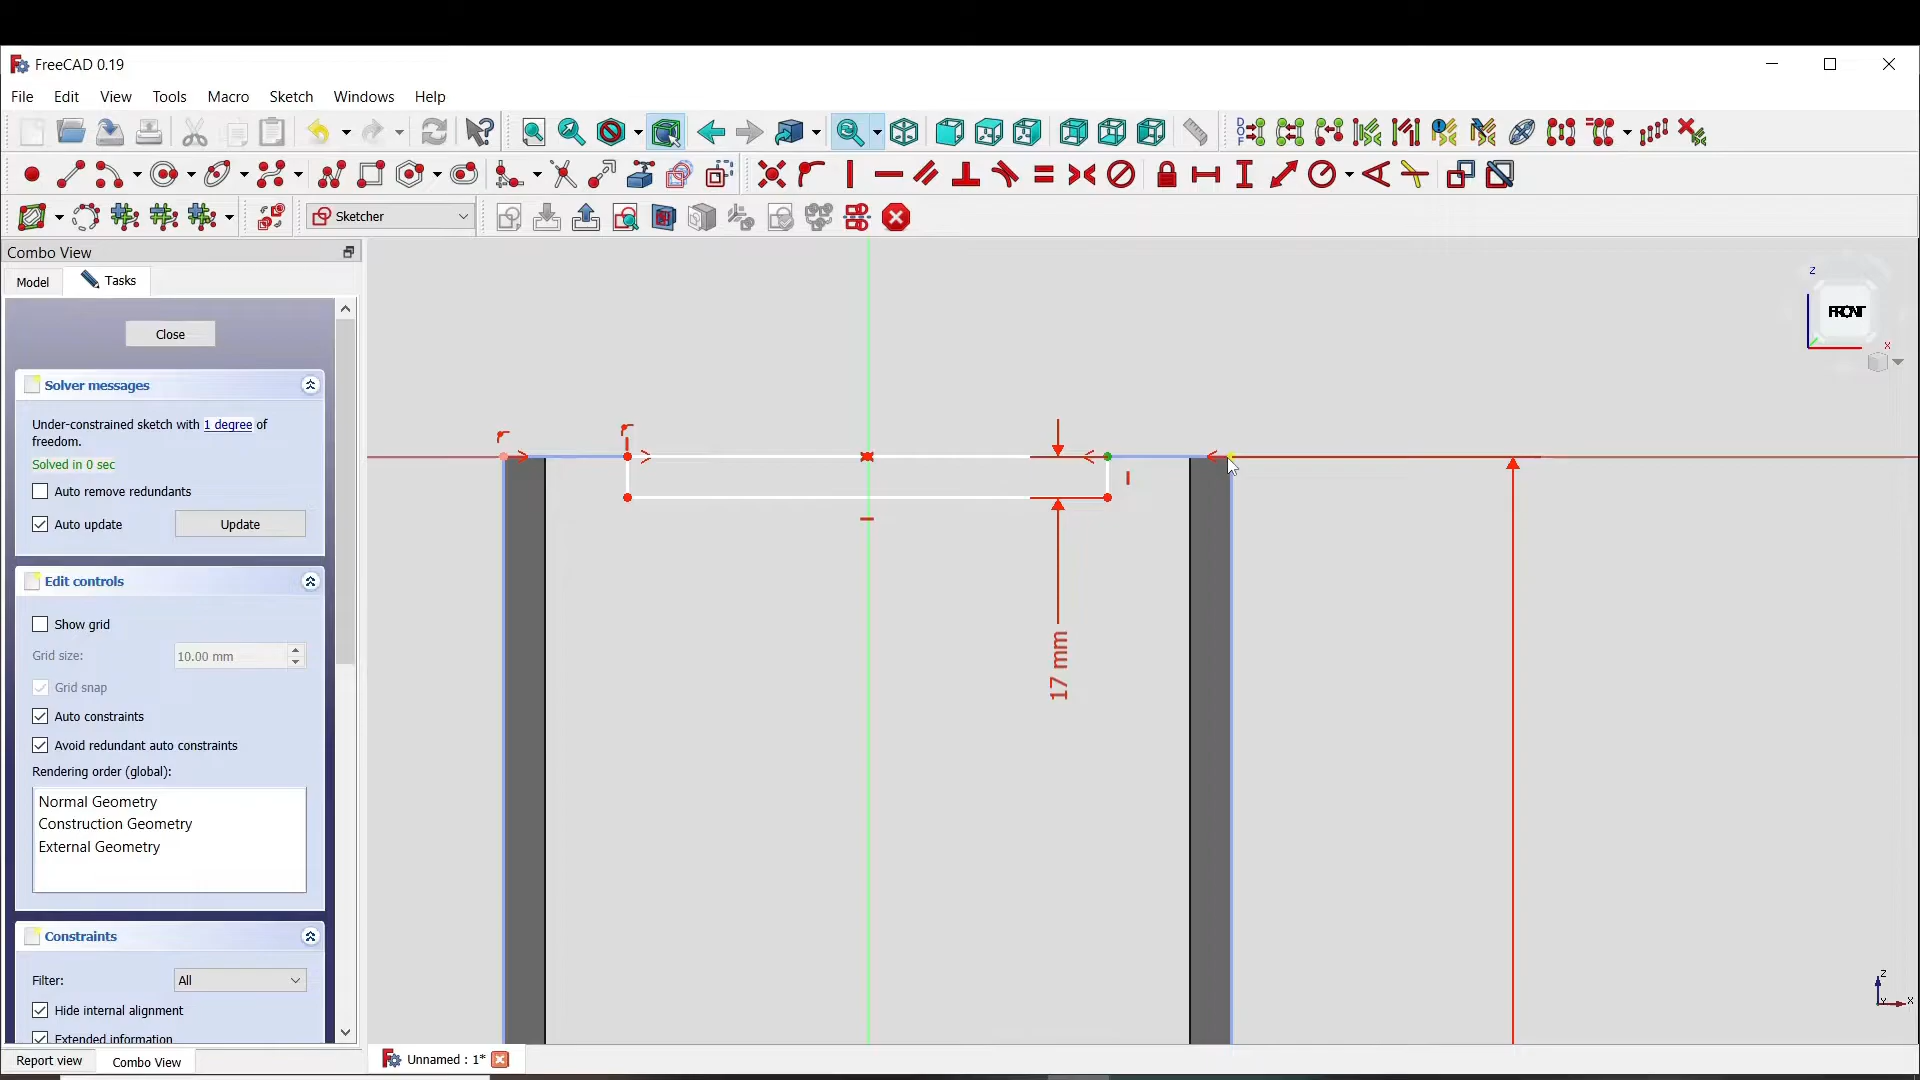 FreeCAD 0.19
File Edit View Tools Macro Sketch Windows Help
Sketcher
Combo View
Model Tasks
Close
Solver messages
Under-constrained sketch with 1 degree of
freedom.
Solved in 0 sec
Auto remove redundants
Auto update Update
Edit controls
Show grid
Grid size: 10.00 mm
Grid snap
Auto constraints
Avoid redundant auto constraints
Rendering order (global):
Normal Geometry
Construction Geometry
External Geometry
Constraints
Filter: All
Hide internal alignment
Extended information
Report view Combo View
Unnamed : 1*
17 mm
Z
FRONT
X
Z
Y X
DOF